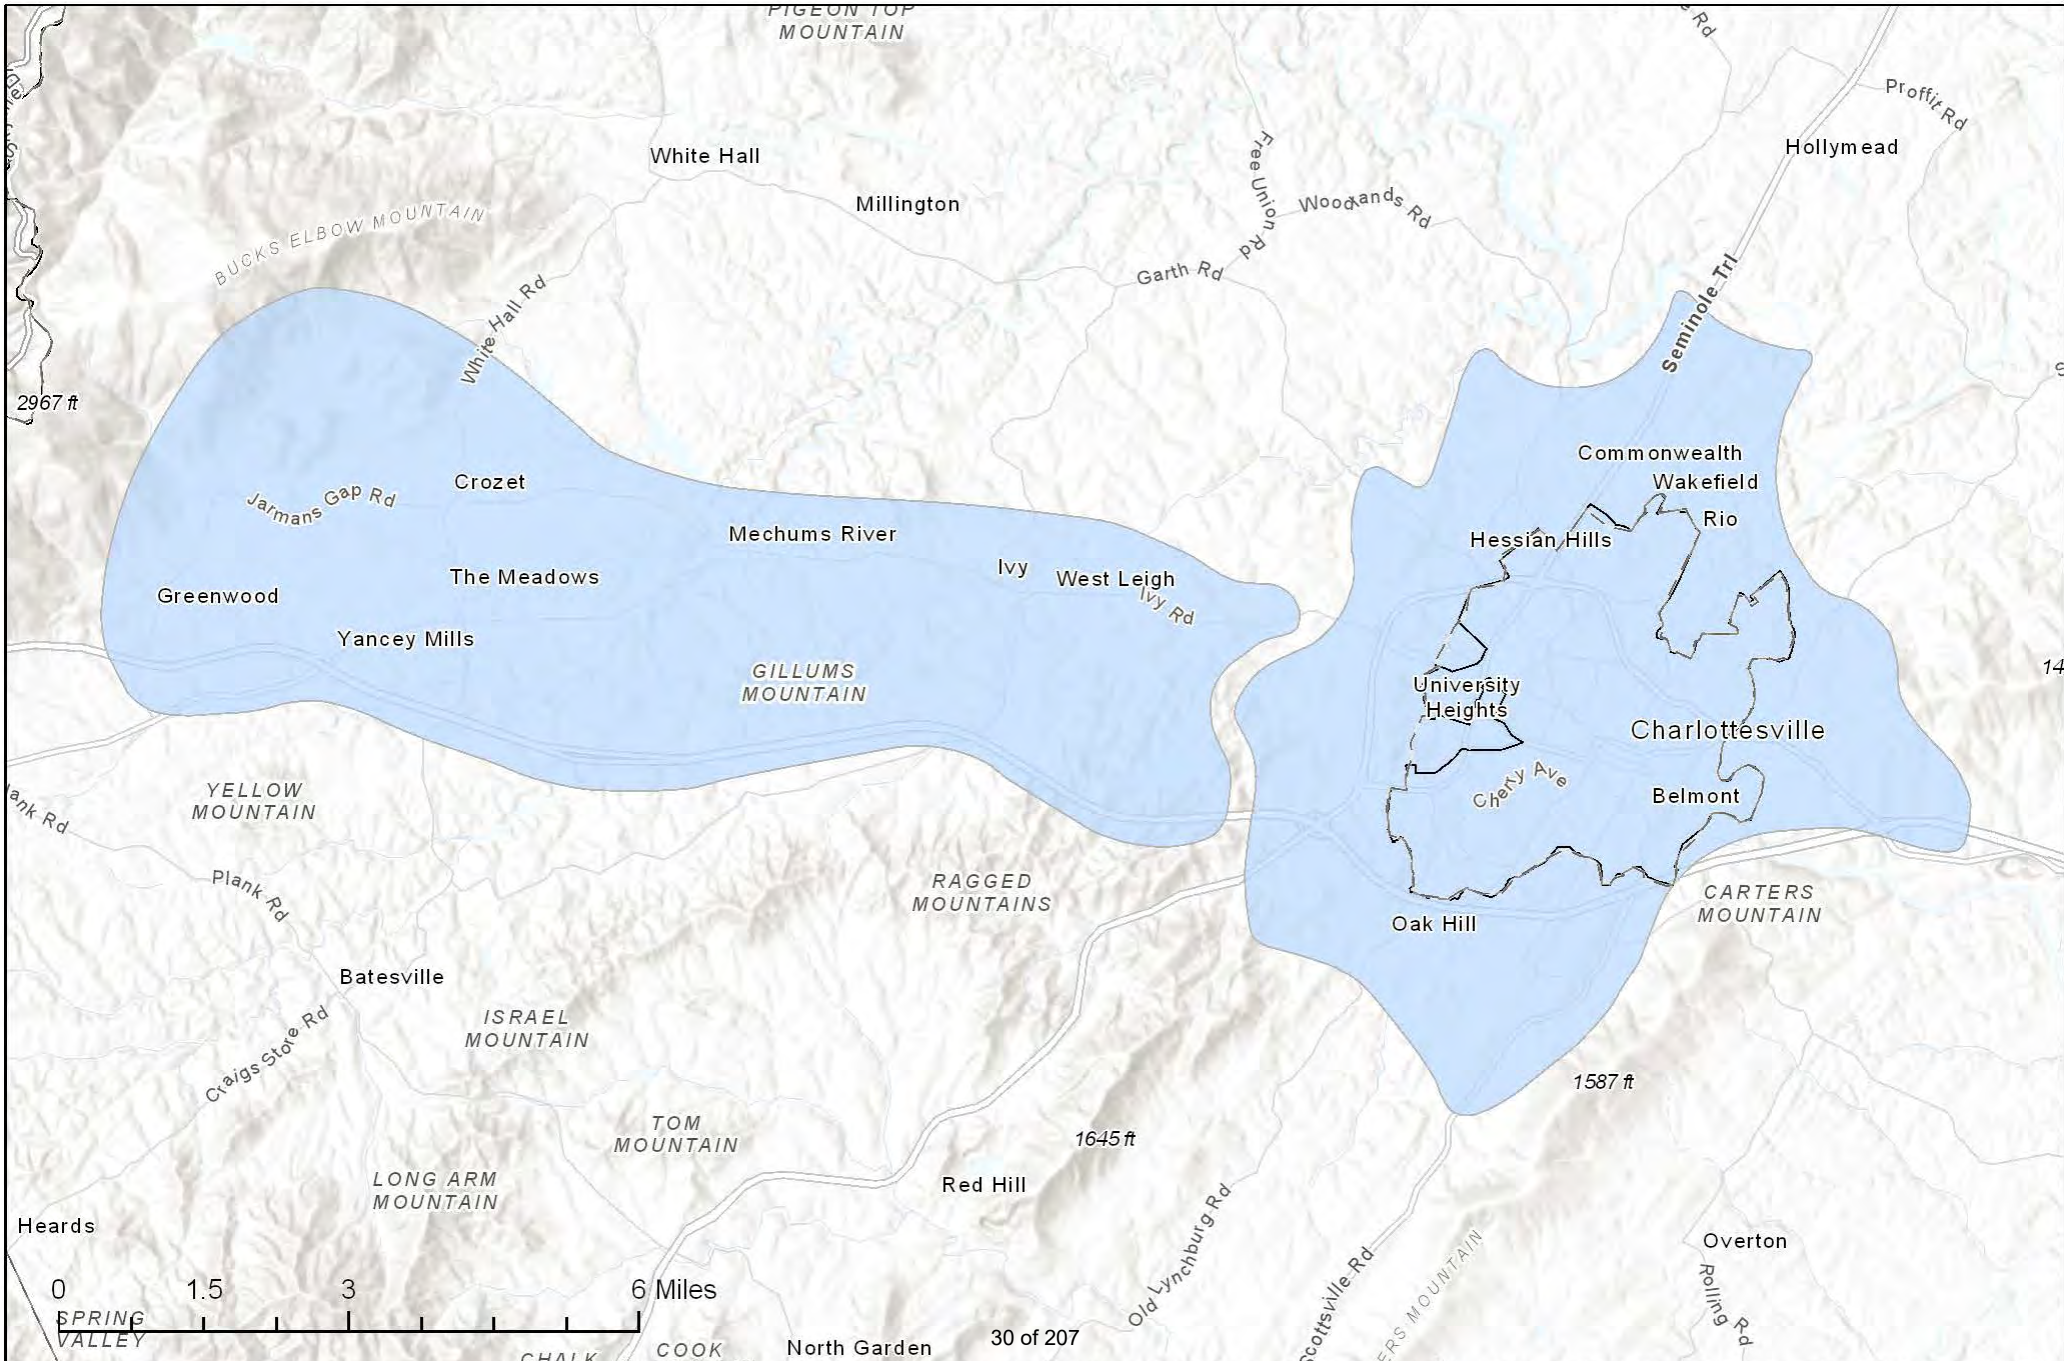 PIGEON TOP
MOUNTAIN
Rd
Proffit Rd
Hollymead
White Hall
Free Union Rd
Millington
Woodlands Rd
BUCKS ELBOW MOUNTAIN
Garth Rd
Seminole Trl
White Hall Rd
2967 ft
Commonwealth
Crozet
Wakefield
Jarmans Gap Rd
Rio
Mechums River
Hessian Hills
Ivy
The Meadows
West Leigh
Greenwood
Ivy Rd
Yancey Mills
GILLUMS
MOUNTAIN
14
University
Heights
Charlottesville
YELLOW
MOUNTAIN
Cherry Ave
Belmont
Rd
Plank Rd
RAGGED
MOUNTAINS
CARTERS
MOUNTAIN
Oak Hill
Batesville
ISRAEL
MOUNTAIN
Craigs Store Rd
1587 ft
TOM
MOUNTAIN
1645 ft
LONG ARM
MOUNTAIN
Red Hill
Old Lynchburg Rd
Heards
Overton
Scottsville Rd
ERS MOUNTAIN
Rolling Rd
0 1.5 3 6 Miles
SPRING
VALLEY
30 of 207
North Garden
COOK
CHALK